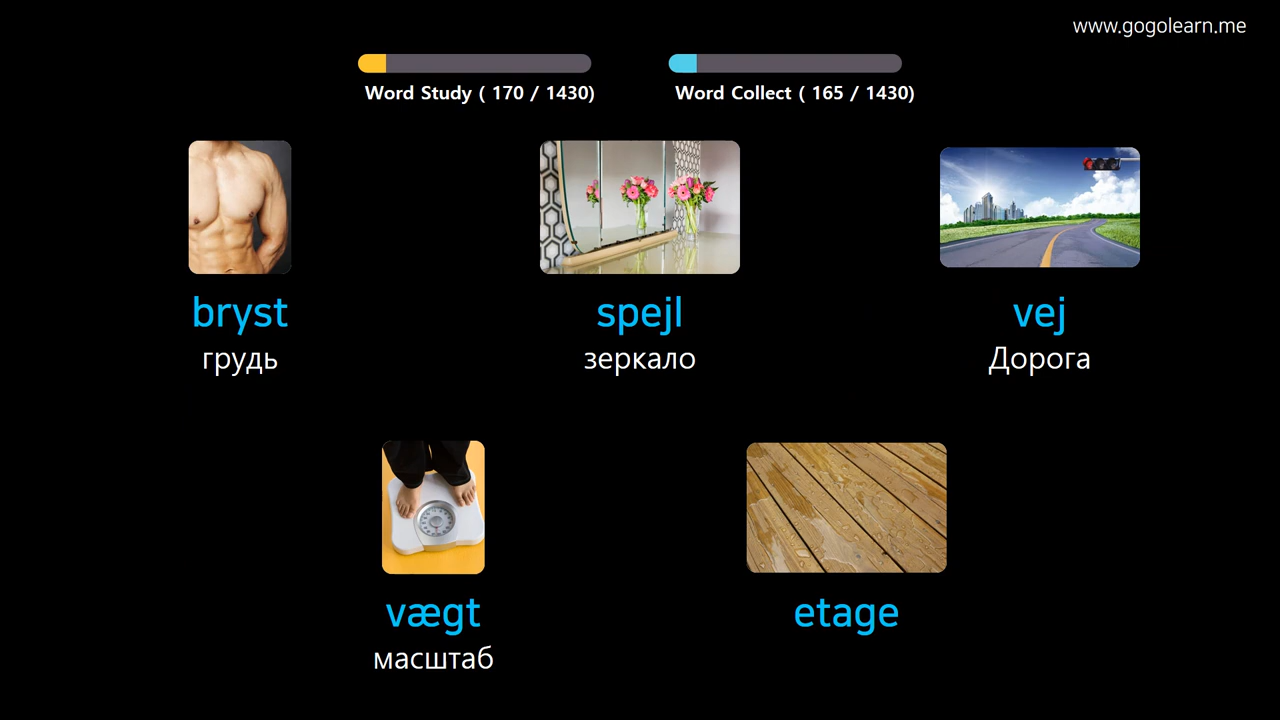 www.gogolearn.me
Word Study ( 170 / 1430)
Word Collect ( 165 / 1430)
bryst
грудь
spejl
зеркало
vej
Дорога
vægt
масштаб
etage